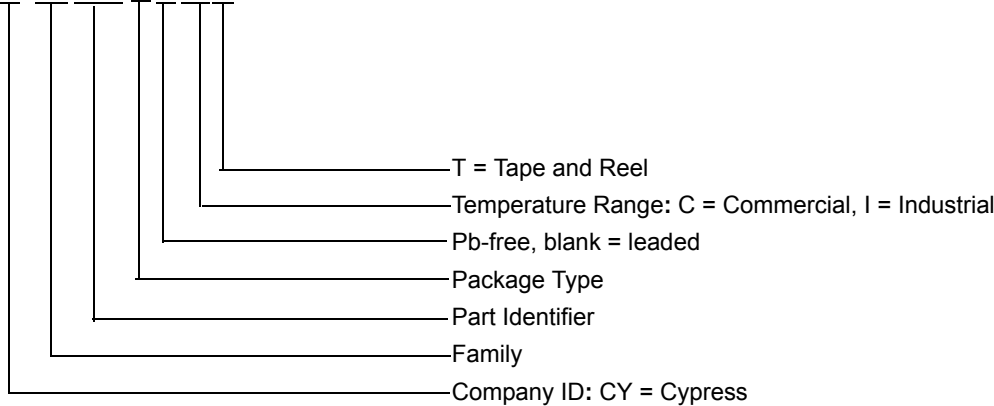 T = Tape and Reel
Temperature Range: C = Commercial, I = Industrial
Pb-free, blank = leaded
Package Type
Part Identifier
Family
Company ID: CY = Cypress